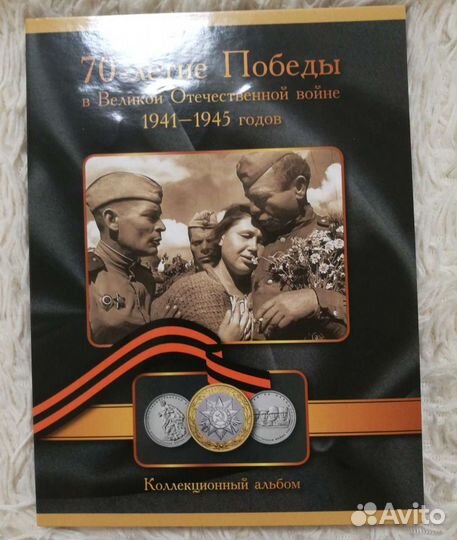 70-летие Победы
в Великой Отечественной войне
1941–1945 годов
Коллекционный альбом
Avito